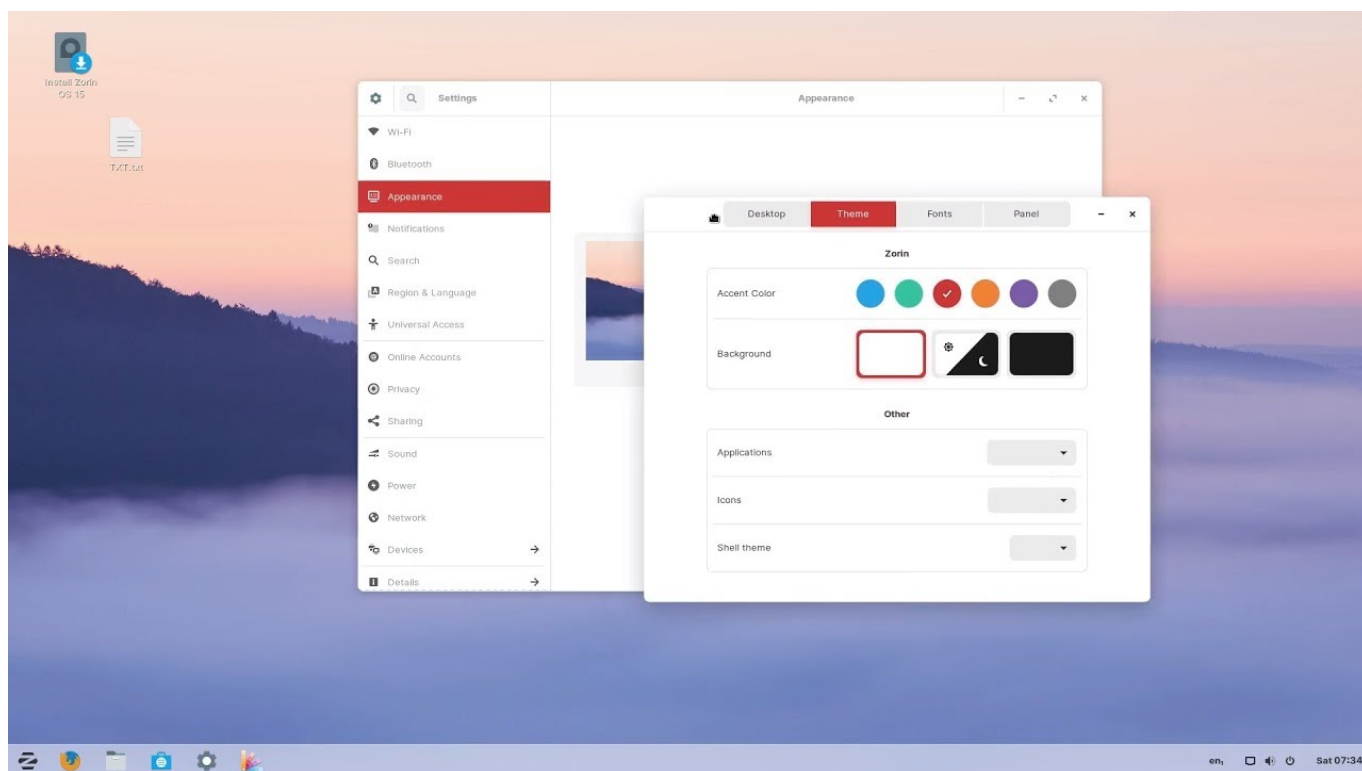 Install Zorin
OS 15
TXT.txt
Settings
Appearance
Wi-Fi
Bluetooth
Appearance
Notifications
Search
Region & Language
Universal Access
Online Accounts
Privacy
Sharing
Sound
Power
Network
Devices
Details
Desktop Theme Fonts Panel
Zorin
Accent Color
Background
Other
Applications
Icons
Shell theme
en₁ Sat 07:34